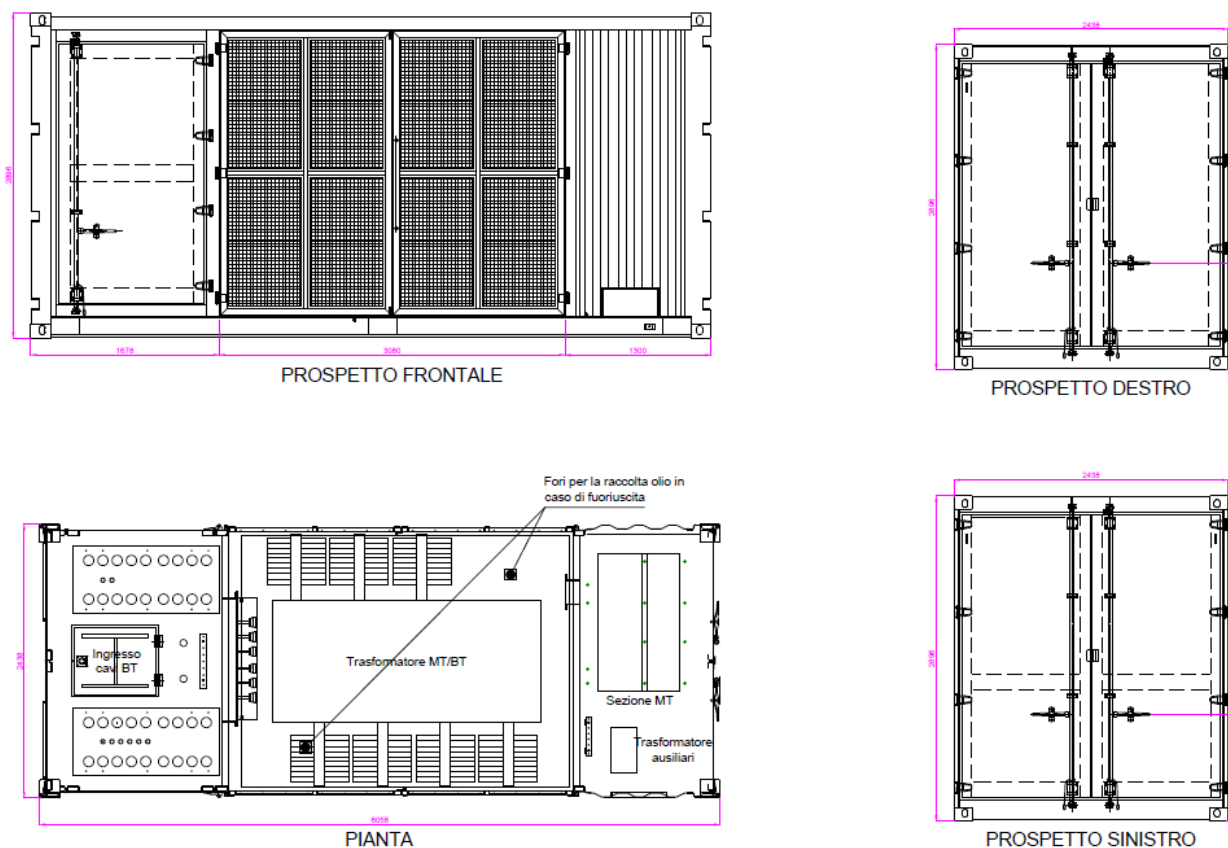 2438
2896
2896
1678
3080
1300
PROSPETTO FRONTALE
PROSPETTO DESTRO
Fori per la raccolta olio in
caso di fuoriuscita
2438
2438
2896
Ingresso
cavi BT
Trasformatore MT/BT
Sezione MT
Trasformatore
ausiliari
6058
PIANTA
PROSPETTO SINISTRO